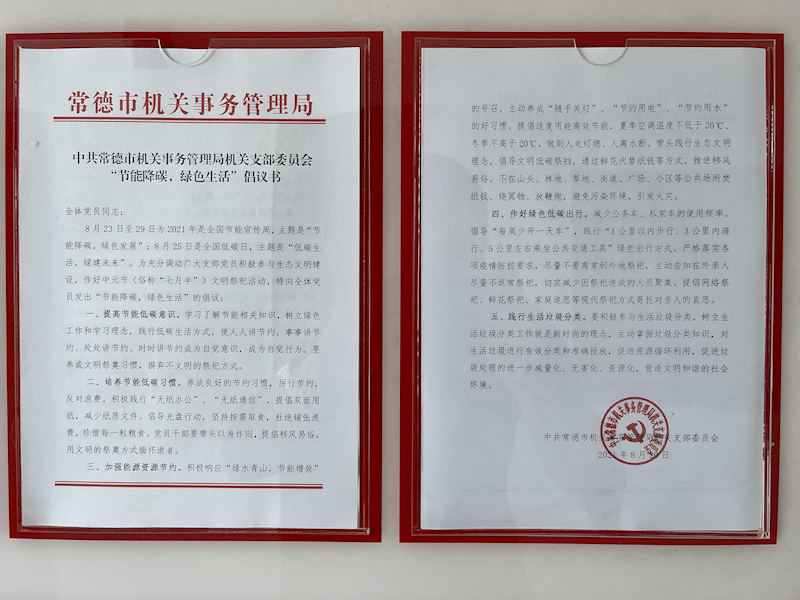 常德市机关事务管理局
中共常德市机关事务管理局机关支部委员会
“节能降碳，绿色生活”倡议书
全体党员同志：
8月23日至29日为2021年是全国节能宣传周，主题是“节
能降碳，绿色发展”；8月25日是全国低碳日，主题是“低碳生
活，绿建未来”。为充分调动广大支部党员积极参与生态文明建
设，作好中元节（俗称“七月半”）文明祭祀活动，特向全体党
员发出“节能降碳，绿色生活”的倡议：
一、提高节能低碳意识。学习了解节能相关知识，树立绿色
工作和学习理念，践行低碳生活方式，使人人讲节约、事事讲节
约、处处讲节约、时时讲节约成为自觉意识，成为自觉行为。要
养成文明祭奠习惯，摒弃不文明的祭祀方式。
二、培养节能低碳习惯。养成良好的节约习惯，厉行节约，
反对浪费。积极践行“无纸办公”、“无纸通信”，提倡双面用
纸，减少纸质文件。倡导光盘行动，坚持按需取食，杜绝铺张浪
费，珍惜每一粒粮食。党员干部要带头以身作则，提倡移风易俗，
用文明的祭奠方式缅怀逝者。
三、加强能源资源节约。积极响应“绿水青山，节能增效”
的号召。主动养成“随手关灯”、“节约用电”、“节约用水”
的好习惯。提倡适度用能高效节能，夏季空调温度不低于26℃、
冬季不高于20℃，做到人走灯熄、人离水断。带头践行生态文明
理念，倡导文明低碳祭扫，通过鲜花代替纸钱等方式，推进移风
易俗。不在山头、林地、草地、街道、广场、小区等公共场所焚
纸钱、烧冥物、放鞭炮，避免污染环境，引发火灾。
四、作好绿色低碳出行。减少公务车、私家车的使用频率。
倡导“每周少开一天车”，践行“1公里以内步行、3公里内骑
行、5公里左右乘坐公共交通工具”绿色出行方式。严格落实各
项疫情防控要求，尽量不要离常到外地祭祀，主动告知在外亲人
尽量不返常祭祀，切实减少因祭祀造成的人员聚集。提倡网络祭
祀、鲜花祭祀、家庭追思等现代祭祀方式寄托对亲人的哀思。
五、践行生活垃圾分类。要积极参与生活垃圾分类，树立生
活垃圾分类工作就是新时尚的理念，主动掌握垃圾分类知识，对
生活垃圾进行有效分类和准确投放，促进资源循环利用，促进垃
圾处理的进一步减量化、无害化、资源化，营造文明和谐的社会
环境。
中共常德市机关事务管理局机关支部委员会
2021年8月 日
中共常德市机关事务管理局机关支部委员会